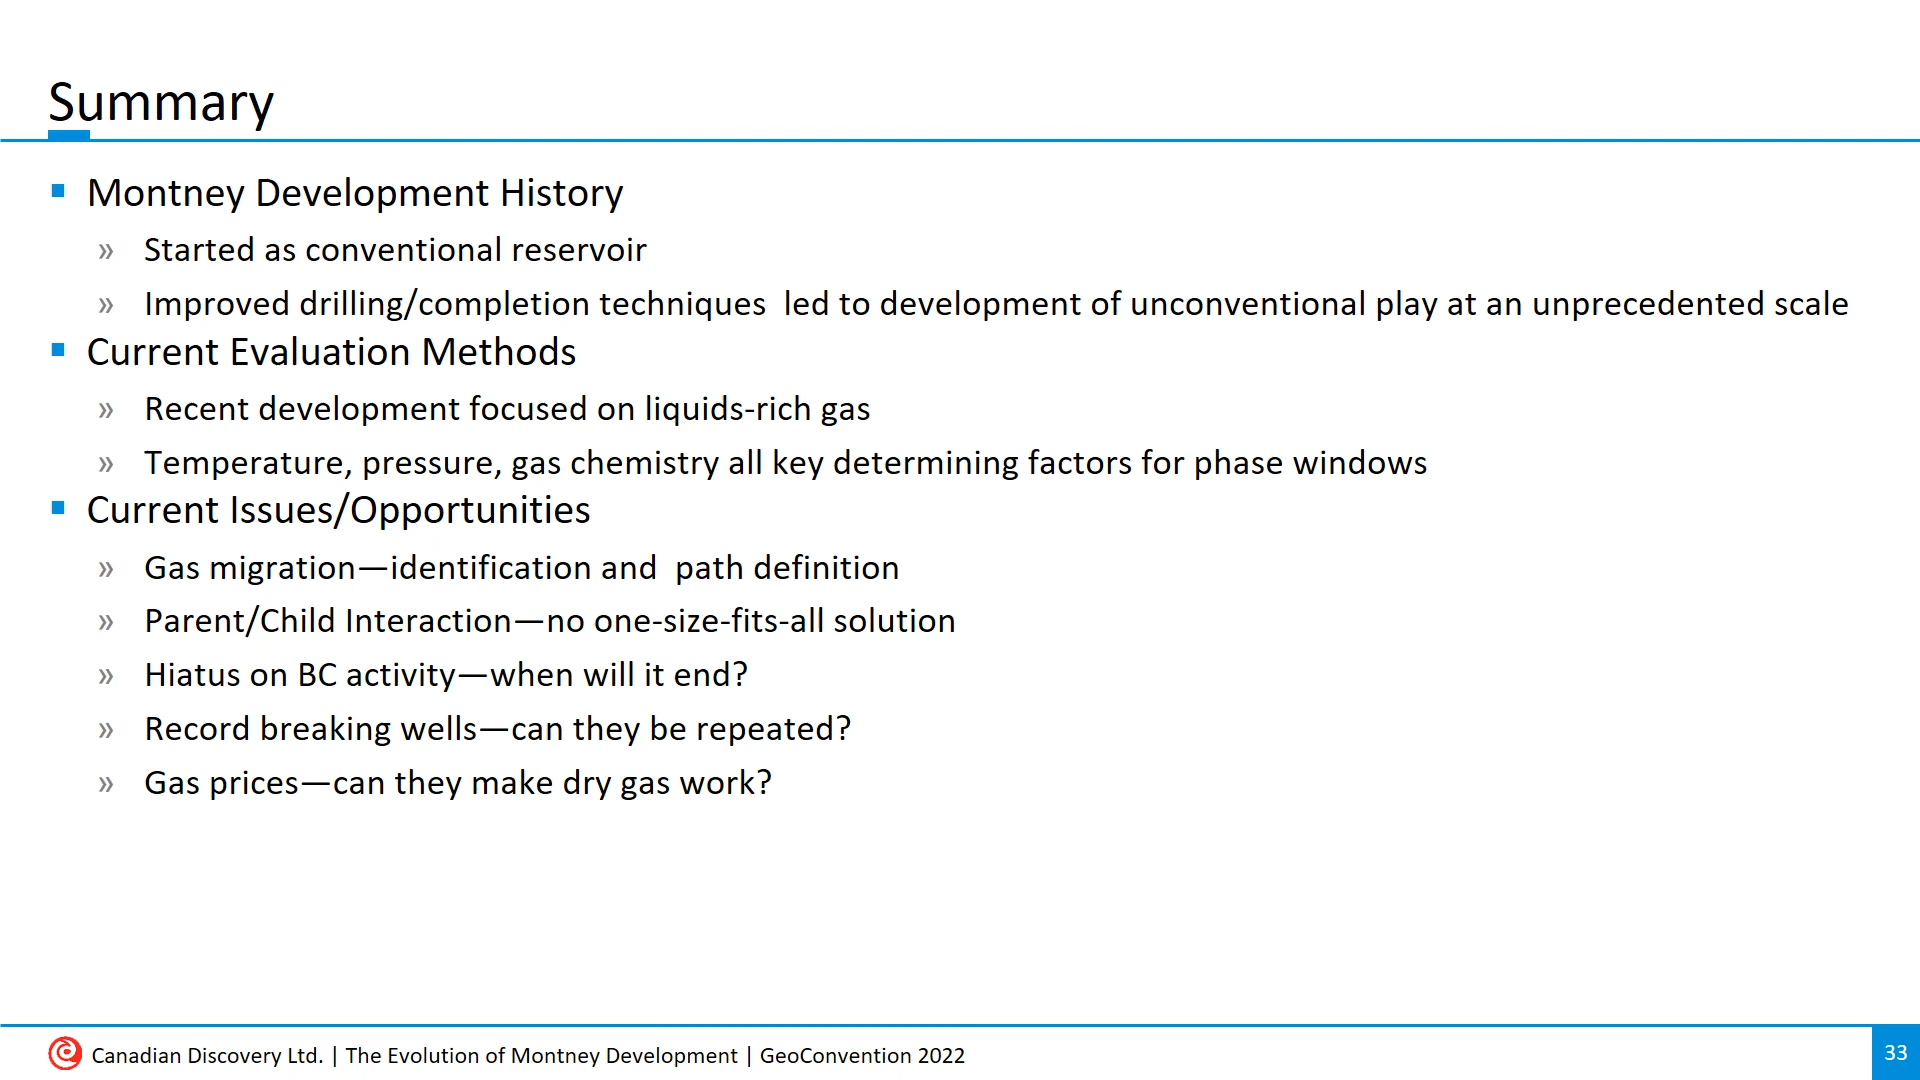 Summary
▪ Montney Development History
» Started as conventional reservoir
» Improved drilling/completion techniques  led to development of unconventional play at an unprecedented scale
▪ Current Evaluation Methods
» Recent development focused on liquids-rich gas
» Temperature, pressure, gas chemistry all key determining factors for phase windows
▪ Current Issues/Opportunities
» Gas migration—identification and  path definition
» Parent/Child Interaction—no one-size-fits-all solution
» Hiatus on BC activity—when will it end?
» Record breaking wells—can they be repeated?
» Gas prices—can they make dry gas work?
Canadian Discovery Ltd. | The Evolution of Montney Development | GeoConvention 2022
33